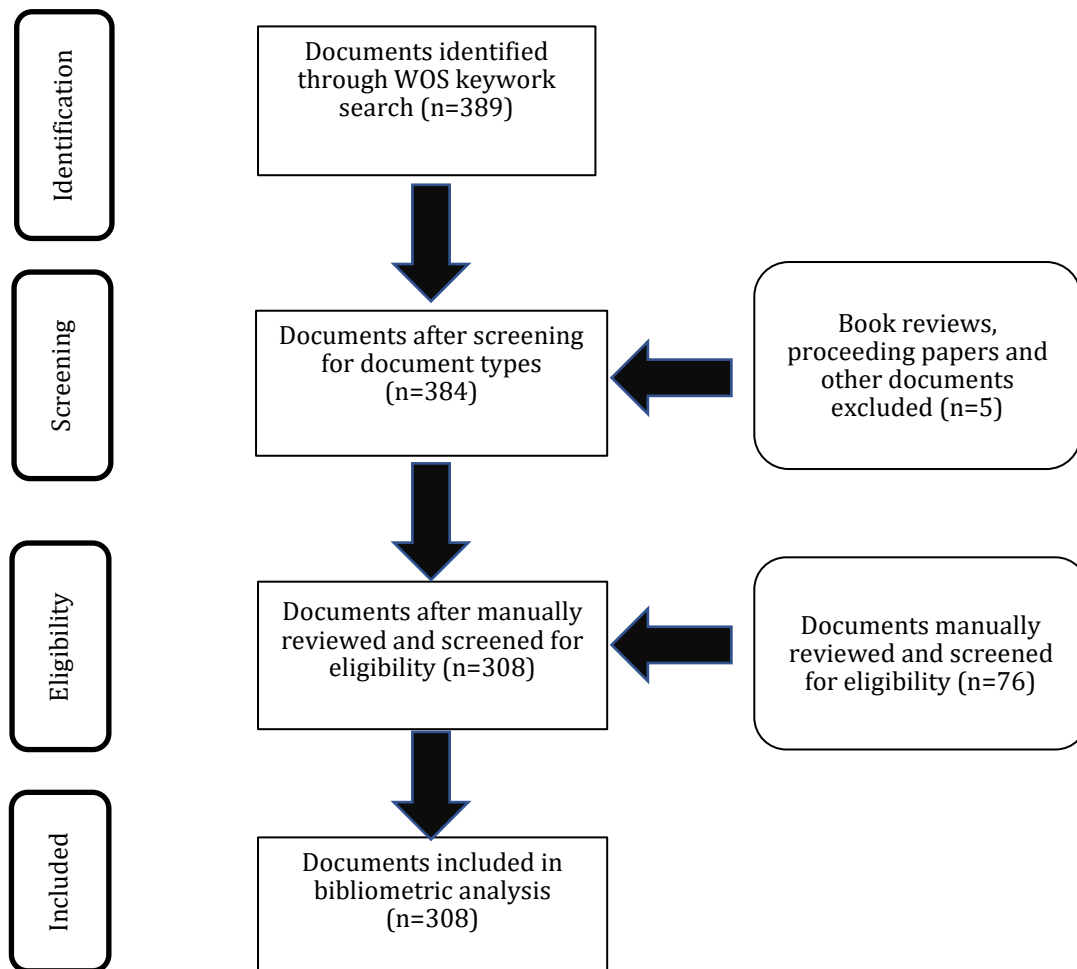 Identification
Documents identified
through WOS keywork
search (n=389)
Screening
Documents after screening
for document types
(n=384)
Book reviews,
proceeding papers and
other documents
excluded (n=5)
Eligibility
Documents after manually
reviewed and screened for
eligibility (n=308)
Documents manually
reviewed and screened
for eligibility (n=76)
Included
Documents included in
bibliometric analysis
(n=308)